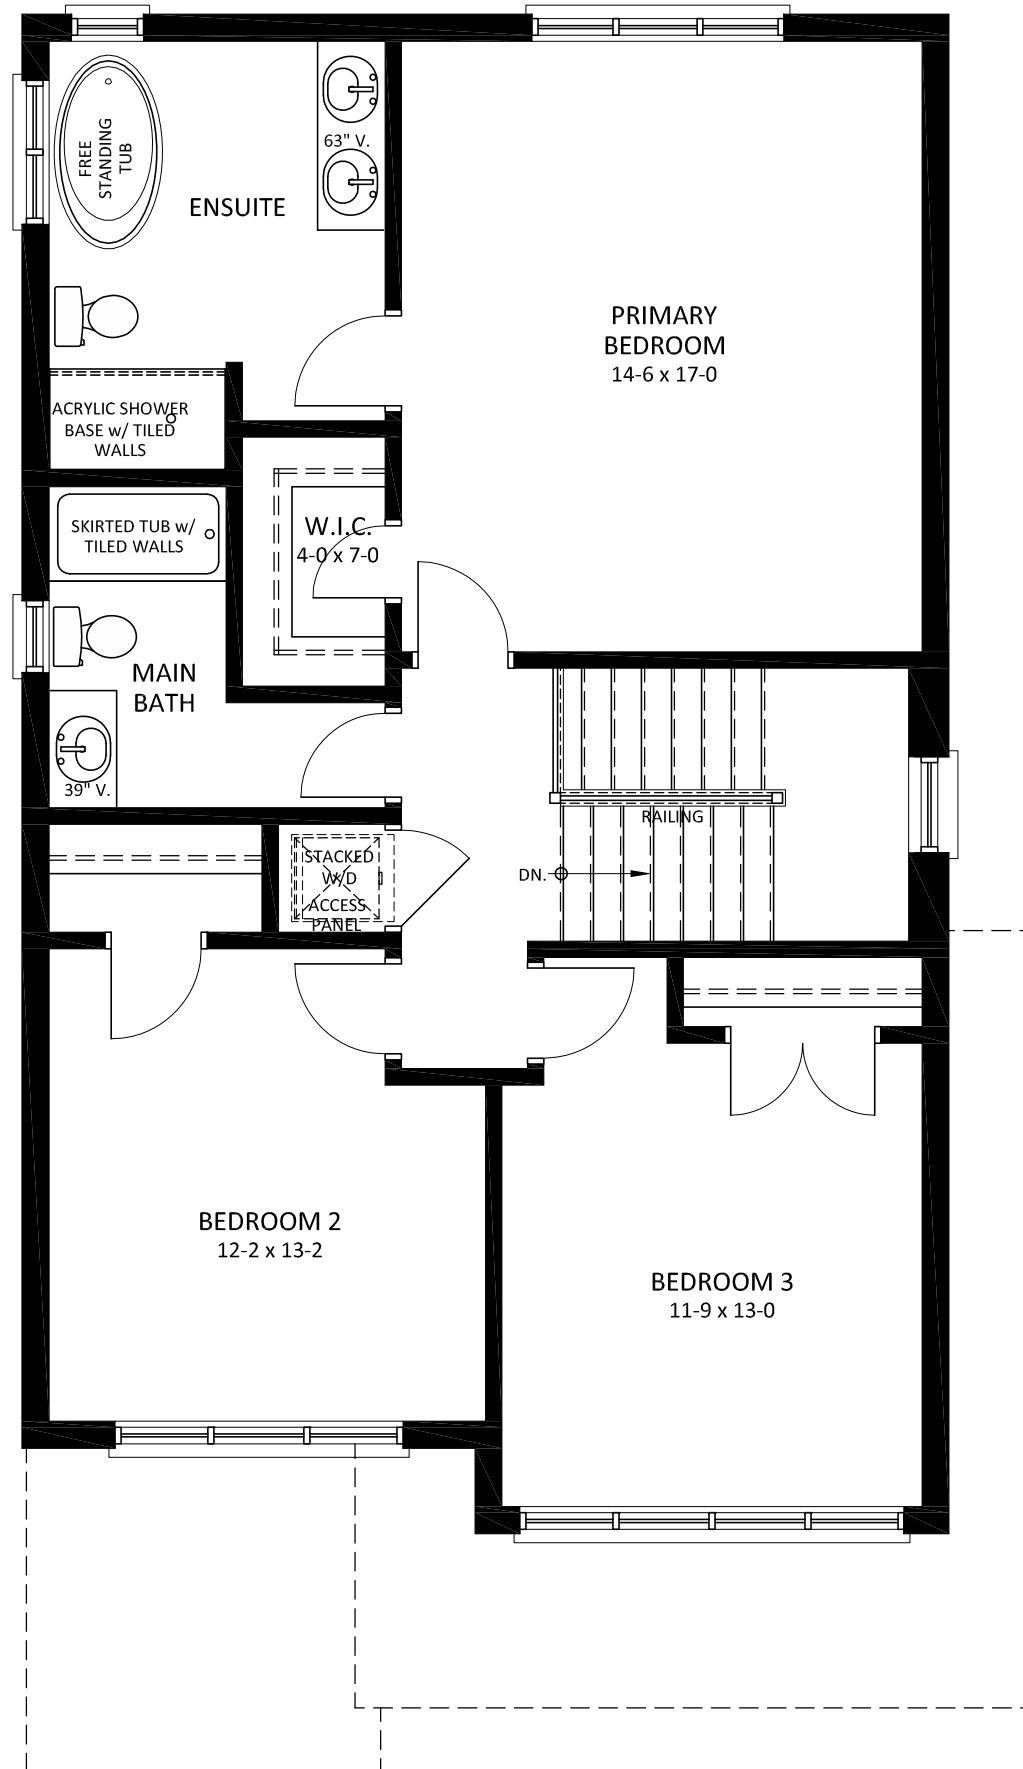 FREE
STANDING
TUB
63" V.
ENSUITE
PRIMARY
BEDROOM
14-6 x 17-0
ACRYLIC SHOWER
BASE w/ TILED
WALLS
SKIRTED TUB w/
TILED WALLS
W.I.C.
4-0 x 7-0
MAIN
BATH
39" V.
RAILING
DN.
STACKED
W/D
ACCESS
PANEL
BEDROOM 2
12-2 x 13-2
BEDROOM 3
11-9 x 13-0